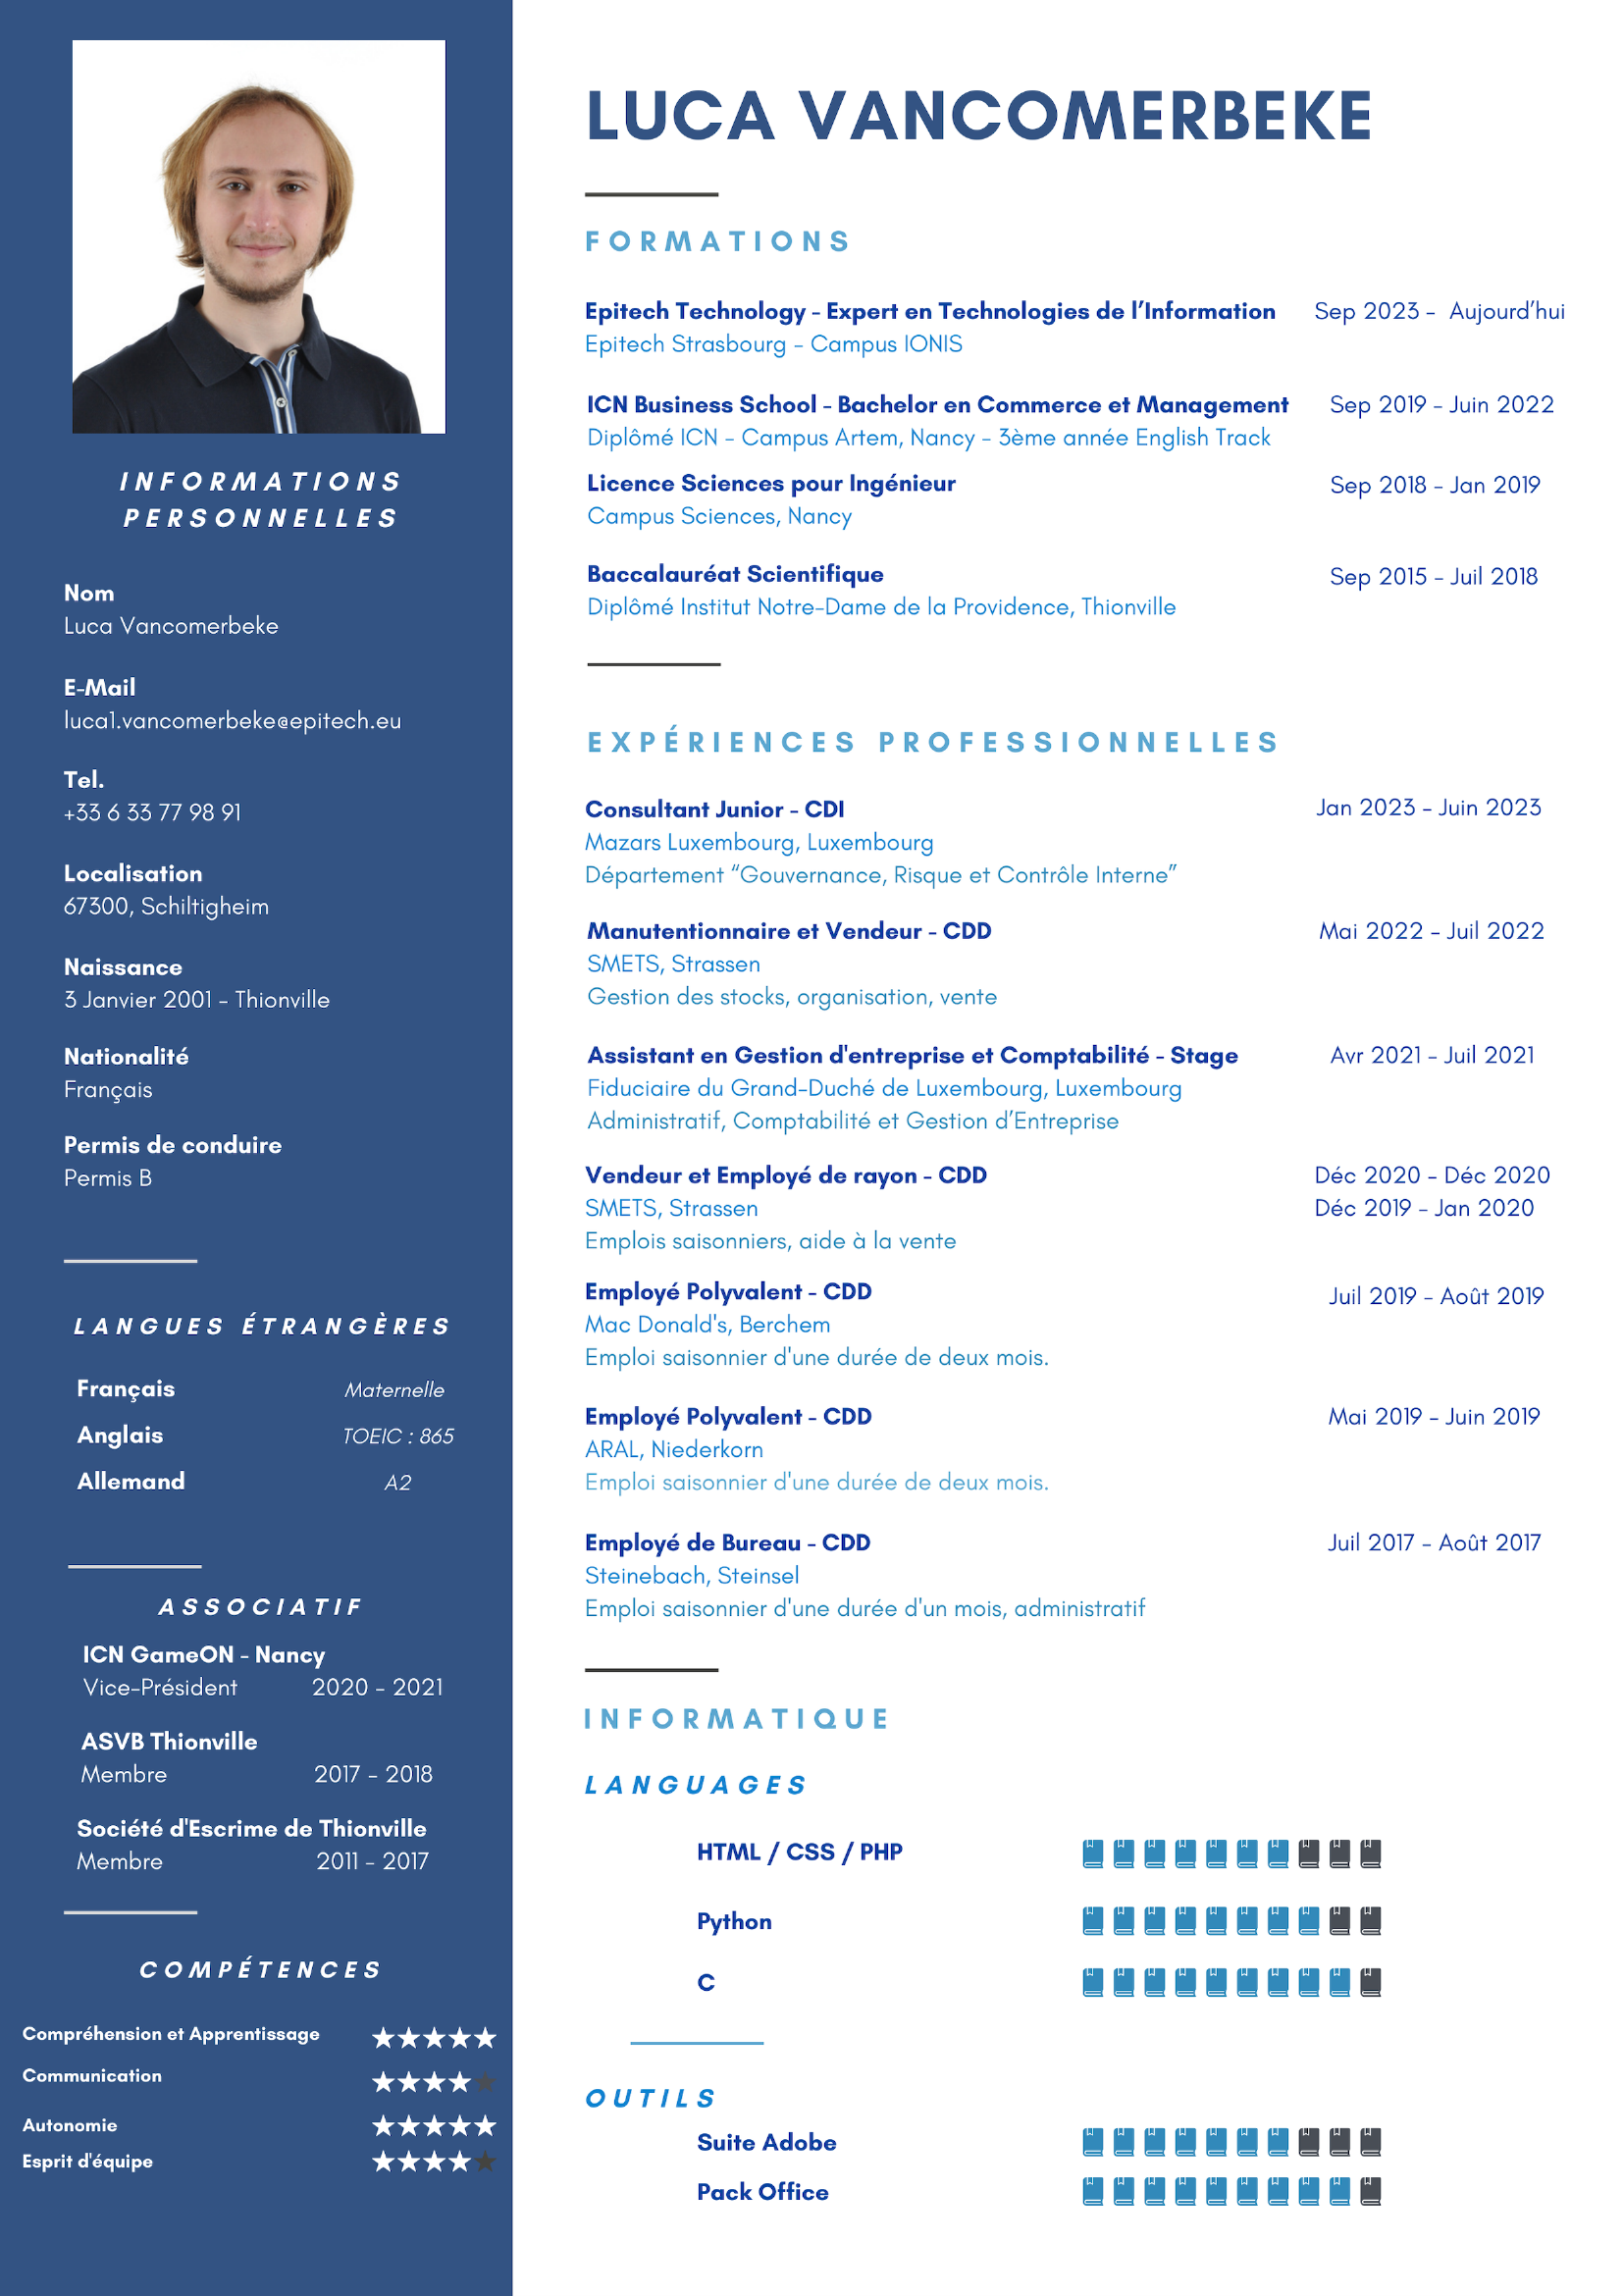 LUCA VANCOMERBEKE
INFORMATIONS
PERSONNELLES
Nom
Luca Vancomerbeke
E-Mail
luca1.vancomerbeke@epitech.eu
Tel.
+33 6 33 77 98 91
Localisation
67300, Schiltigheim
Naissance
3 Janvier 2001 - Thionville
Nationalité
Français
Permis de conduire
Permis B
LANGUES ÉTRANGÈRES
Français Maternelle
Anglais TOEIC : 865
Allemand A2
ASSOCIATIF
ICN GameON - Nancy
Vice-Président 2020 - 2021
ASVB Thionville
Membre 2017 - 2018
Société d'Escrime de Thionville
Membre 2011 - 2017
COMPÉTENCES
Compréhension et Apprentissage
Communication
Autonomie
Esprit d'équipe
FORMATIONS
Epitech Technology - Expert en Technologies de l’Information Sep 2023 - Aujourd’hui
Epitech Strasbourg - Campus IONIS
ICN Business School - Bachelor en Commerce et Management Sep 2019 - Juin 2022
Diplômé ICN - Campus Artem, Nancy - 3ème année English Track
Licence Sciences pour Ingénieur Sep 2018 - Jan 2019
Campus Sciences, Nancy
Baccalauréat Scientifique Sep 2015 - Juil 2018
Diplômé Institut Notre-Dame de la Providence, Thionville
EXPÉRIENCES PROFESSIONNELLES
Consultant Junior - CDI Jan 2023 - Juin 2023
Mazars Luxembourg, Luxembourg
Département “Gouvernance, Risque et Contrôle Interne”
Manutentionnaire et Vendeur - CDD Mai 2022 - Juil 2022
SMETS, Strassen
Gestion des stocks, organisation, vente
Assistant en Gestion d'entreprise et Comptabilité - Stage Avr 2021 - Juil 2021
Fiduciaire du Grand-Duché de Luxembourg, Luxembourg
Administratif, Comptabilité et Gestion d’Entreprise
Vendeur et Employé de rayon - CDD Déc 2020 - Déc 2020
SMETS, Strassen Déc 2019 - Jan 2020
Emplois saisonniers, aide à la vente
Employé Polyvalent - CDD Juil 2019 - Août 2019
Mac Donald's, Berchem
Emploi saisonnier d'une durée de deux mois.
Employé Polyvalent - CDD Mai 2019 - Juin 2019
ARAL, Niederkorn
Emploi saisonnier d'une durée de deux mois.
Employé de Bureau - CDD Juil 2017 - Août 2017
Steinebach, Steinsel
Emploi saisonnier d'une durée d'un mois, administratif
INFORMATIQUE
LANGUAGES
HTML / CSS / PHP
Python
C
OUTILS
Suite Adobe
Pack Office